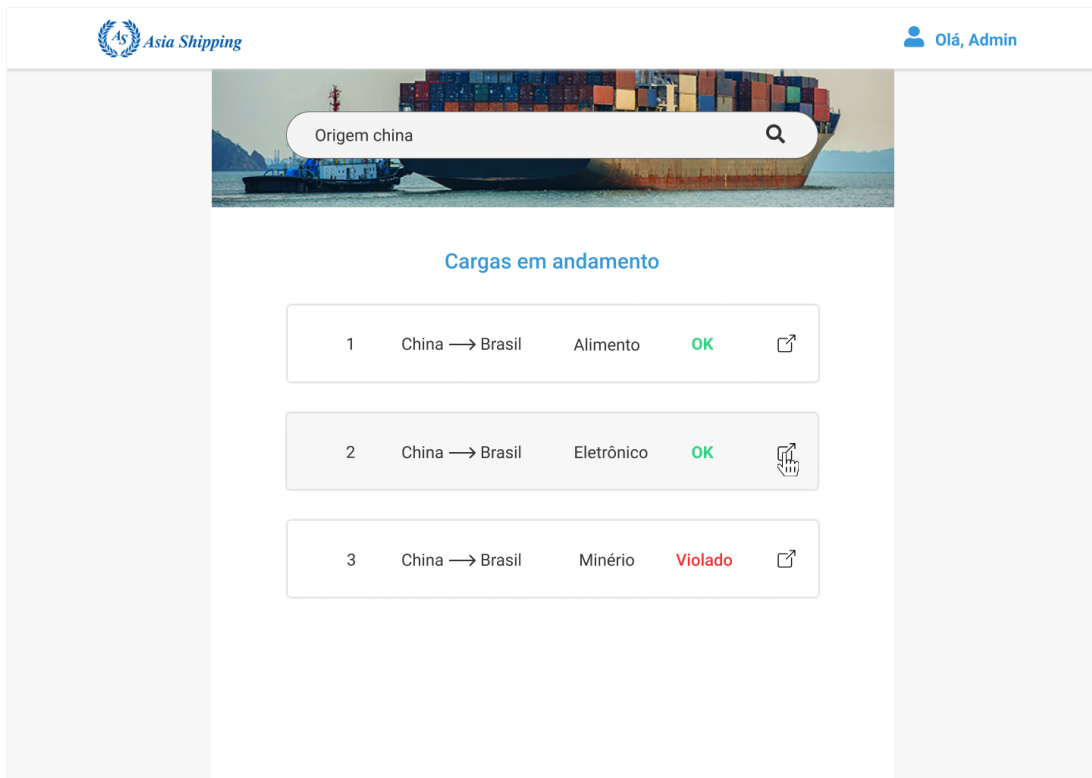 AS Asia Shipping
Olá, Admin
Origem china
Cargas em andamento
1 China → Brasil Alimento OK
2 China → Brasil Eletrônico OK
3 China → Brasil Minério Violado